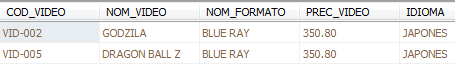 COD_VIDEO NOM_VIDEO NOM_FORMATO PREC_VIDEO IDIOMA
VID-002 GODZILA BLUE RAY 350.80 JAPONES
VID-005 DRAGON BALL Z BLUE RAY 350.80 JAPONES